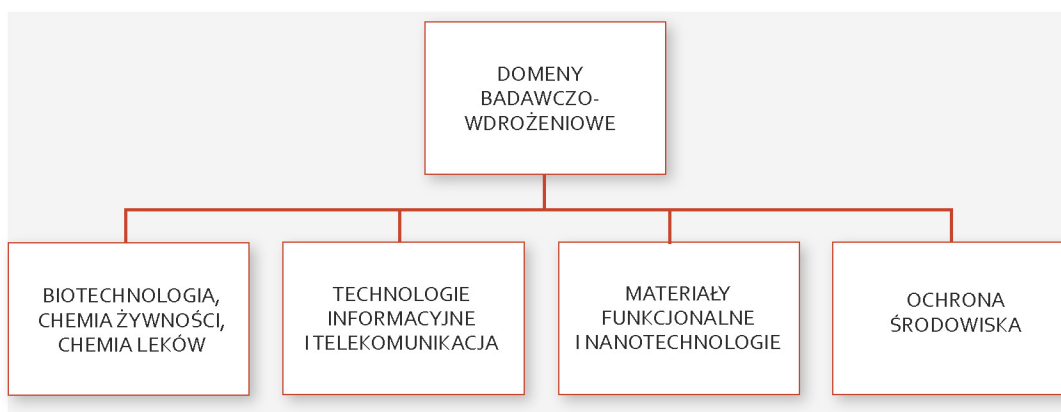 DOMENY
BADAWCZO-
WDROŻENIOWE
BIOTECHNOLOGIA,
CHEMIA ŻYWNOŚCI,
CHEMIA LEKÓW
TECHNOLOGIE
INFORMACYJNE
I TELEKOMUNIKACJA
MATERIAŁY
FUNKCJONALNE
I NANOTECHNOLOGIE
OCHRONA
ŚRODOWISKA